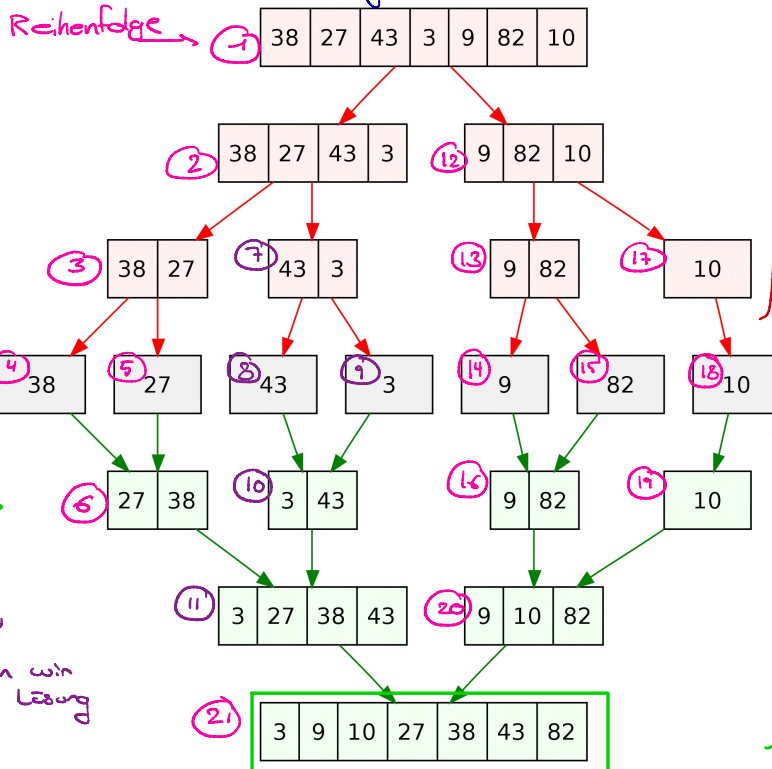 Reihenfolge
1 38 27 43 3 9 82 10
2 38 27 43 3 12 9 82 10
3 38 27 7 43 3 13 9 82 17 10
4 38 5 27 8 43 9 3 14 9 15 82 18 10
6 27 38 10 3 43 16 9 82 19 10
11 3 27 38 43 20 9 10 82
wir
Lösung
21 3 9 10 27 38 43 82